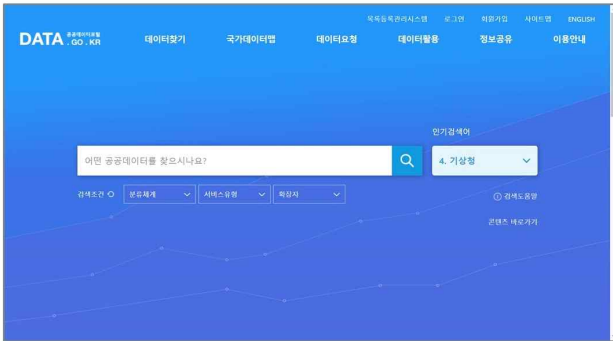 목록등록관리시스템 로그인 회원가입 사이트맵 ENGLISH
DATA 공공데이터포털 . GO . KR
데이터찾기 국가데이터맵 데이터요청 데이터활용 정보공유 이용안내
인기검색어
어떤 공공데이터를 찾으시나요?
4. 기상청
검색조건 분류체계 서비스유형 확장자
검색도움말
콘텐츠 바로가기